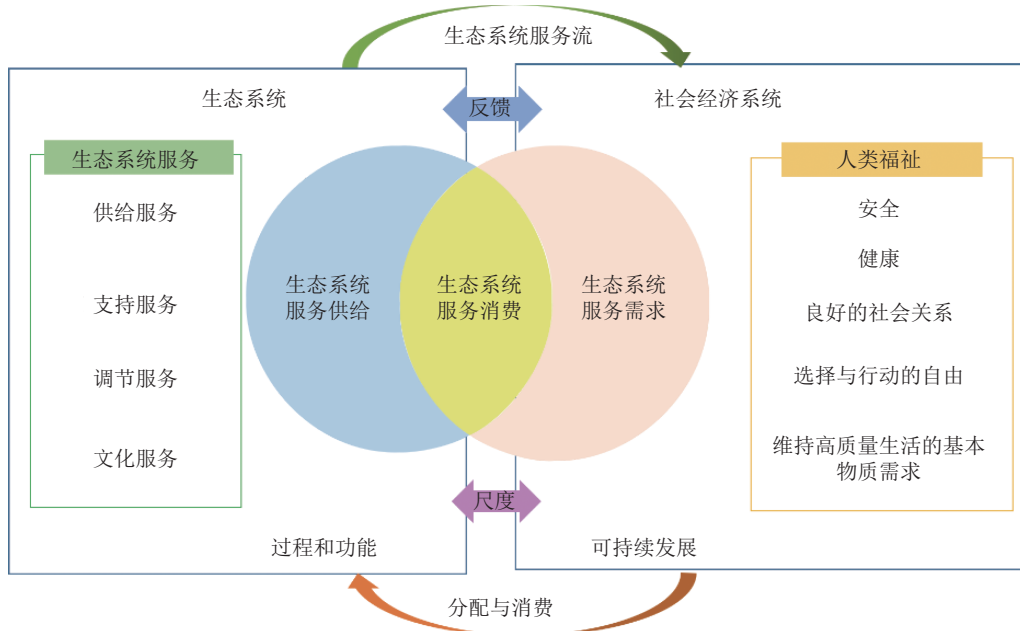 生态系统服务流
生态系统
反馈
社会经济系统
生态系统服务
供给服务
支持服务
调节服务
文化服务
生态系统
服务供给
生态系统
服务消费
生态系统
服务需求
人类福祉
安全
健康
良好的社会关系
选择与行动的自由
维持高质量生活的基本
物质需求
尺度
过程和功能
可持续发展
分配与消费